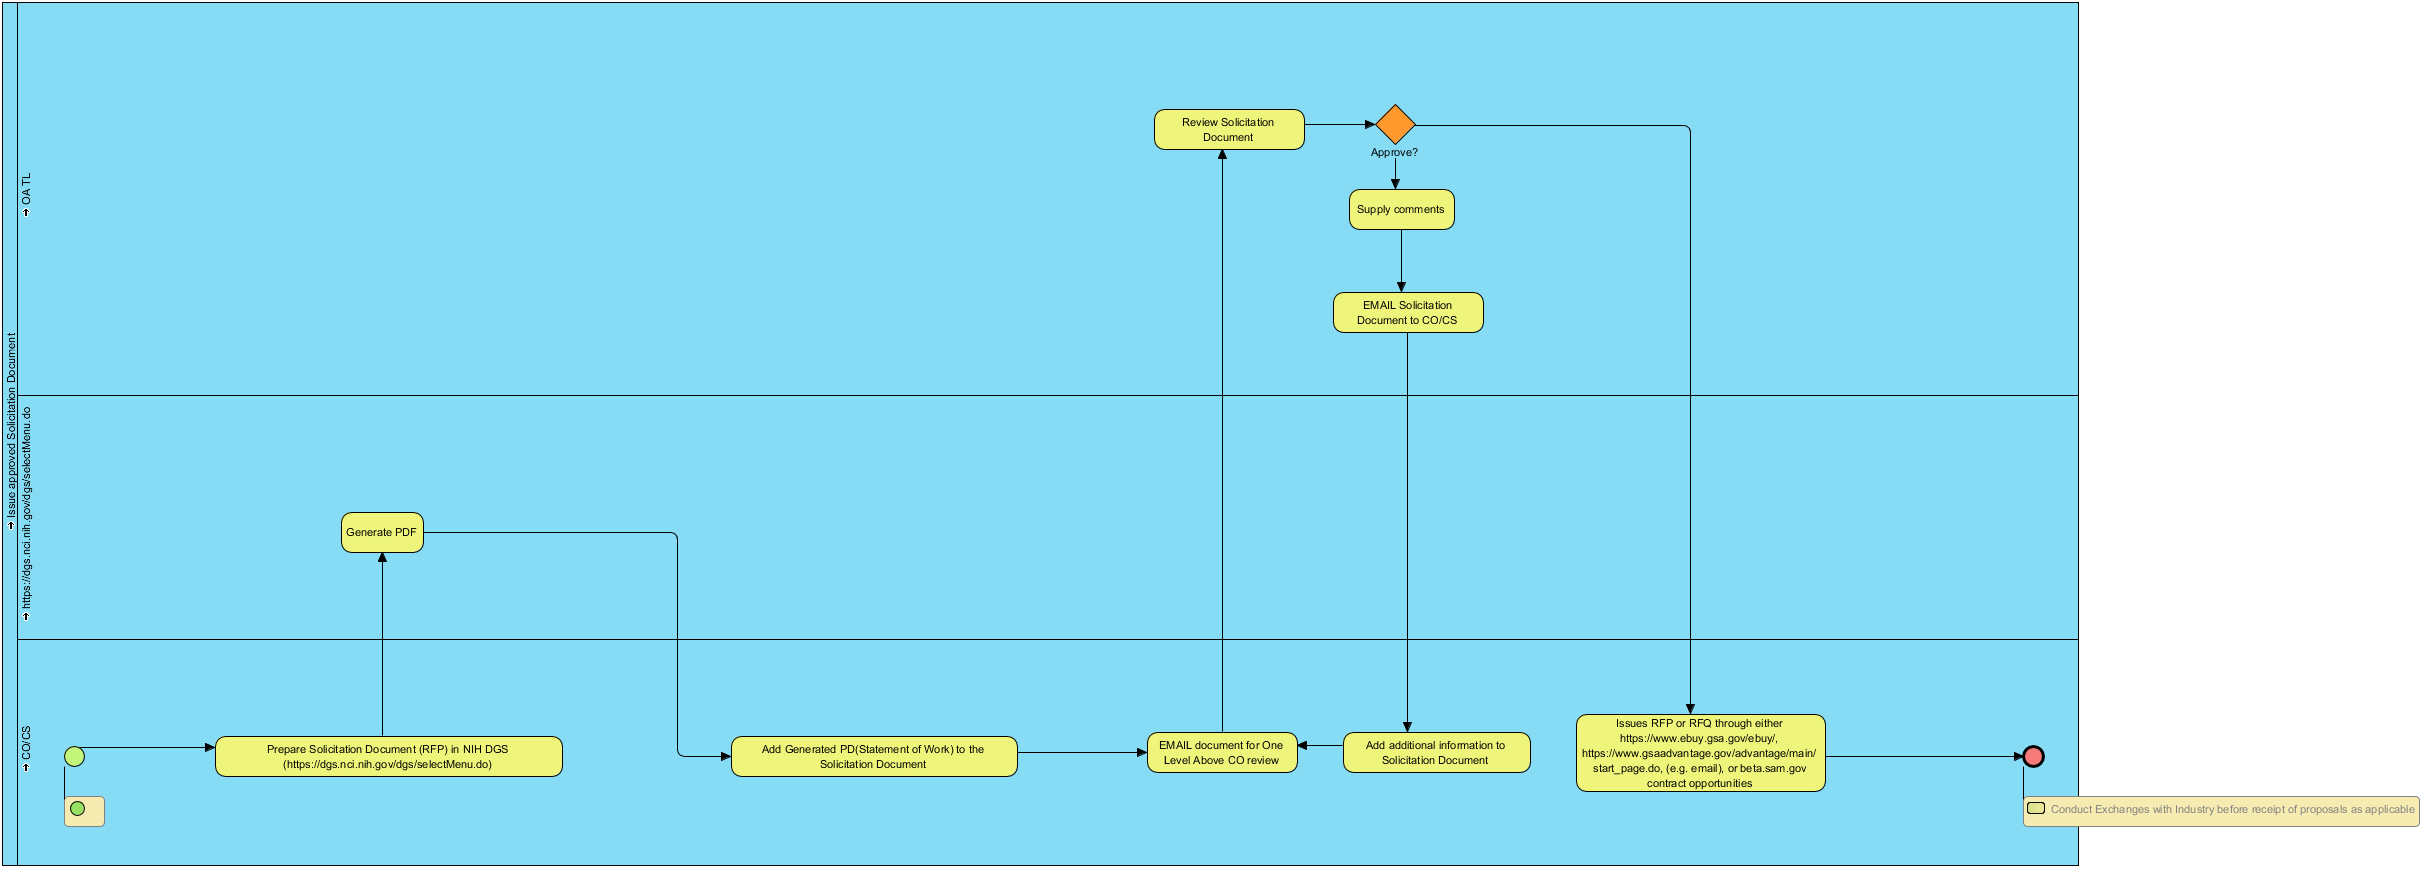 Issue approved Solicitation Document
OA TL
Review Solicitation
Document
Approve?
Supply comments
EMAIL Solicitation
Document to CO/CS
https://dgs.nci.nih.gov/dgs/selectMenu.do
Generate PDF
CO/CS
Prepare Solicitation Document (RFP) in NIH DGS
(https://dgs.nci.nih.gov/dgs/selectMenu.do)
Add Generated PD(Statement of Work) to the
Solicitation Document
EMAIL document for One
Level Above CO review
Add additional information to
Solicitation Document
Issues RFP or RFQ through either
https://www.ebuy.gsa.gov/ebuy/,
https://www.gsaadvantage.gov/advantage/main/
start_page.do, (e.g. email), or beta.sam.gov
contract opportunities
Conduct Exchanges with Industry before receipt of proposals as applicable